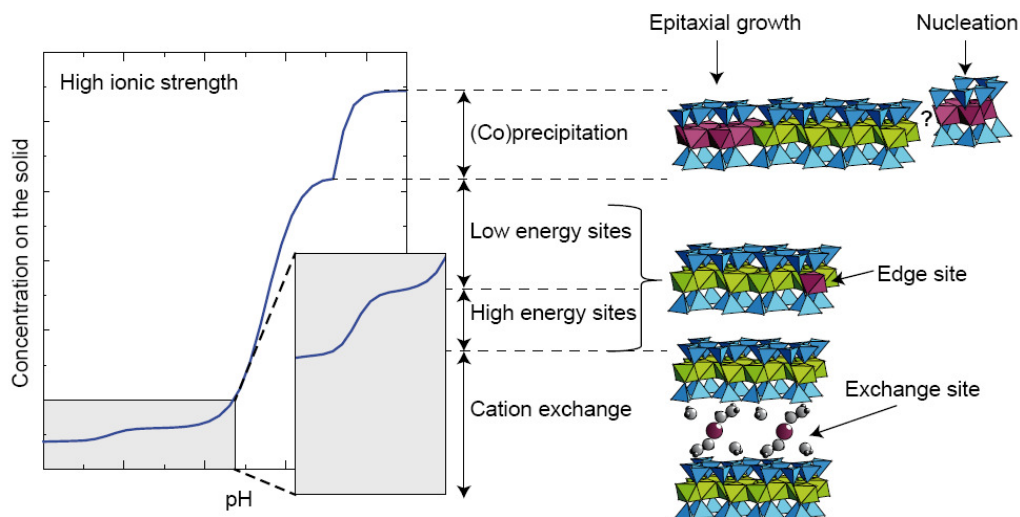 Epitaxial growth
Nucleation
High ionic strength
(Co)precipitation
?
Low energy sites
Edge site
High energy sites
Exchange site
Cation exchange
Concentration on the solid
pH